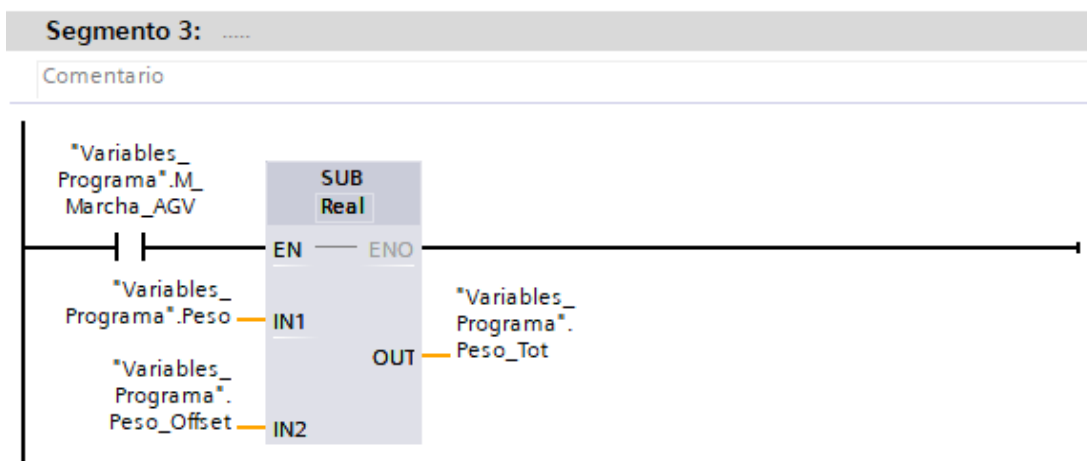 Segmento 3: .....
Comentario
"Variables_
Programa".M_
Marcha_AGV
SUB
Real
EN
ENO
"Variables_
Programa".Peso
IN1
"Variables_
Programa".
Peso_Tot
OUT
"Variables_
Programa".
Peso_Offset
IN2